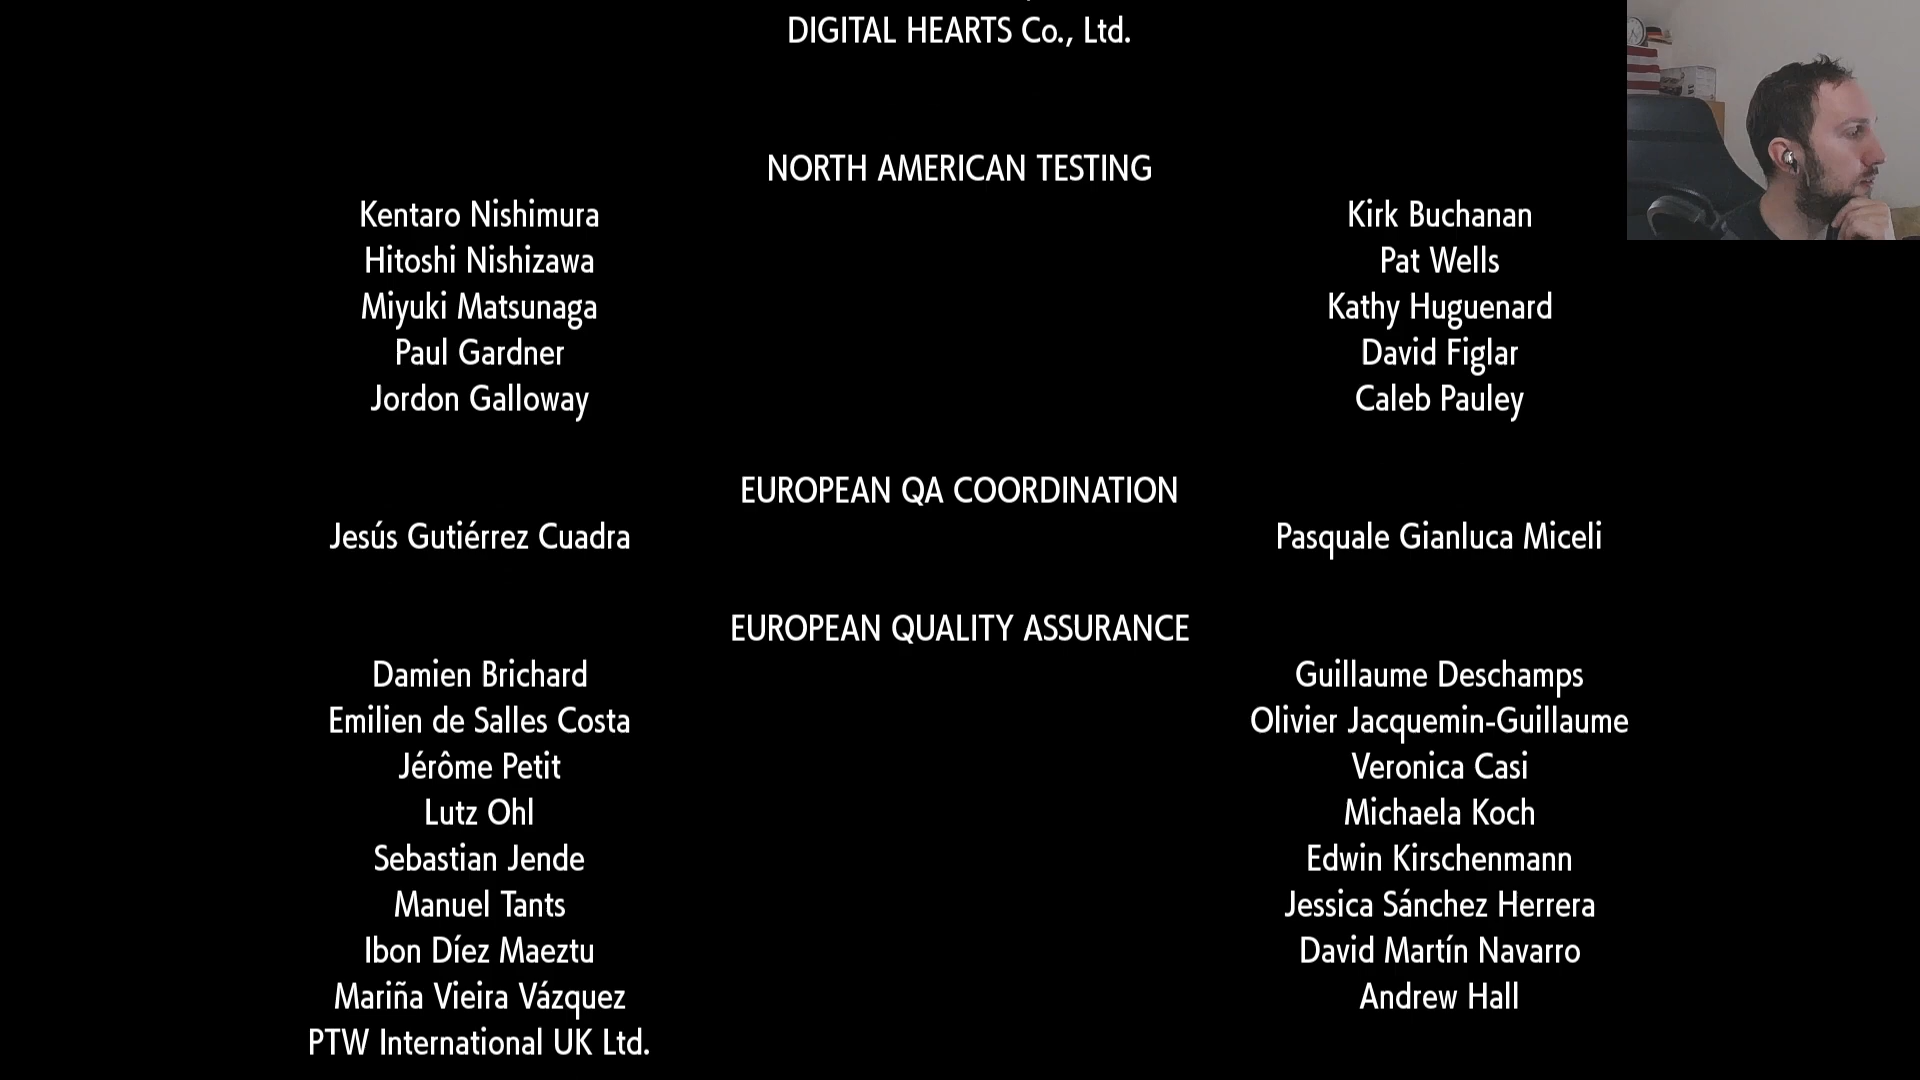 DIGITAL HEARTS Co., Ltd.
NORTH AMERICAN TESTING
Kentaro Nishimura
Kirk Buchanan
Hitoshi Nishizawa
Pat Wells
Miyuki Matsunaga
Kathy Huguenard
Paul Gardner
David Figlar
Jordon Galloway
Caleb Pauley
EUROPEAN QA COORDINATION
Jesús Gutiérrez Cuadra
Pasquale Gianluca Miceli
EUROPEAN QUALITY ASSURANCE
Damien Brichard
Guillaume Deschamps
Emilien de Salles Costa
Olivier Jacquemin-Guillaume
Jérôme Petit
Veronica Casi
Lutz Ohl
Michaela Koch
Sebastian Jende
Edwin Kirschenmann
Manuel Tants
Jessica Sánchez Herrera
Ibon Díez Maeztu
David Martín Navarro
Mariña Vieira Vázquez
Andrew Hall
PTW International UK Ltd.